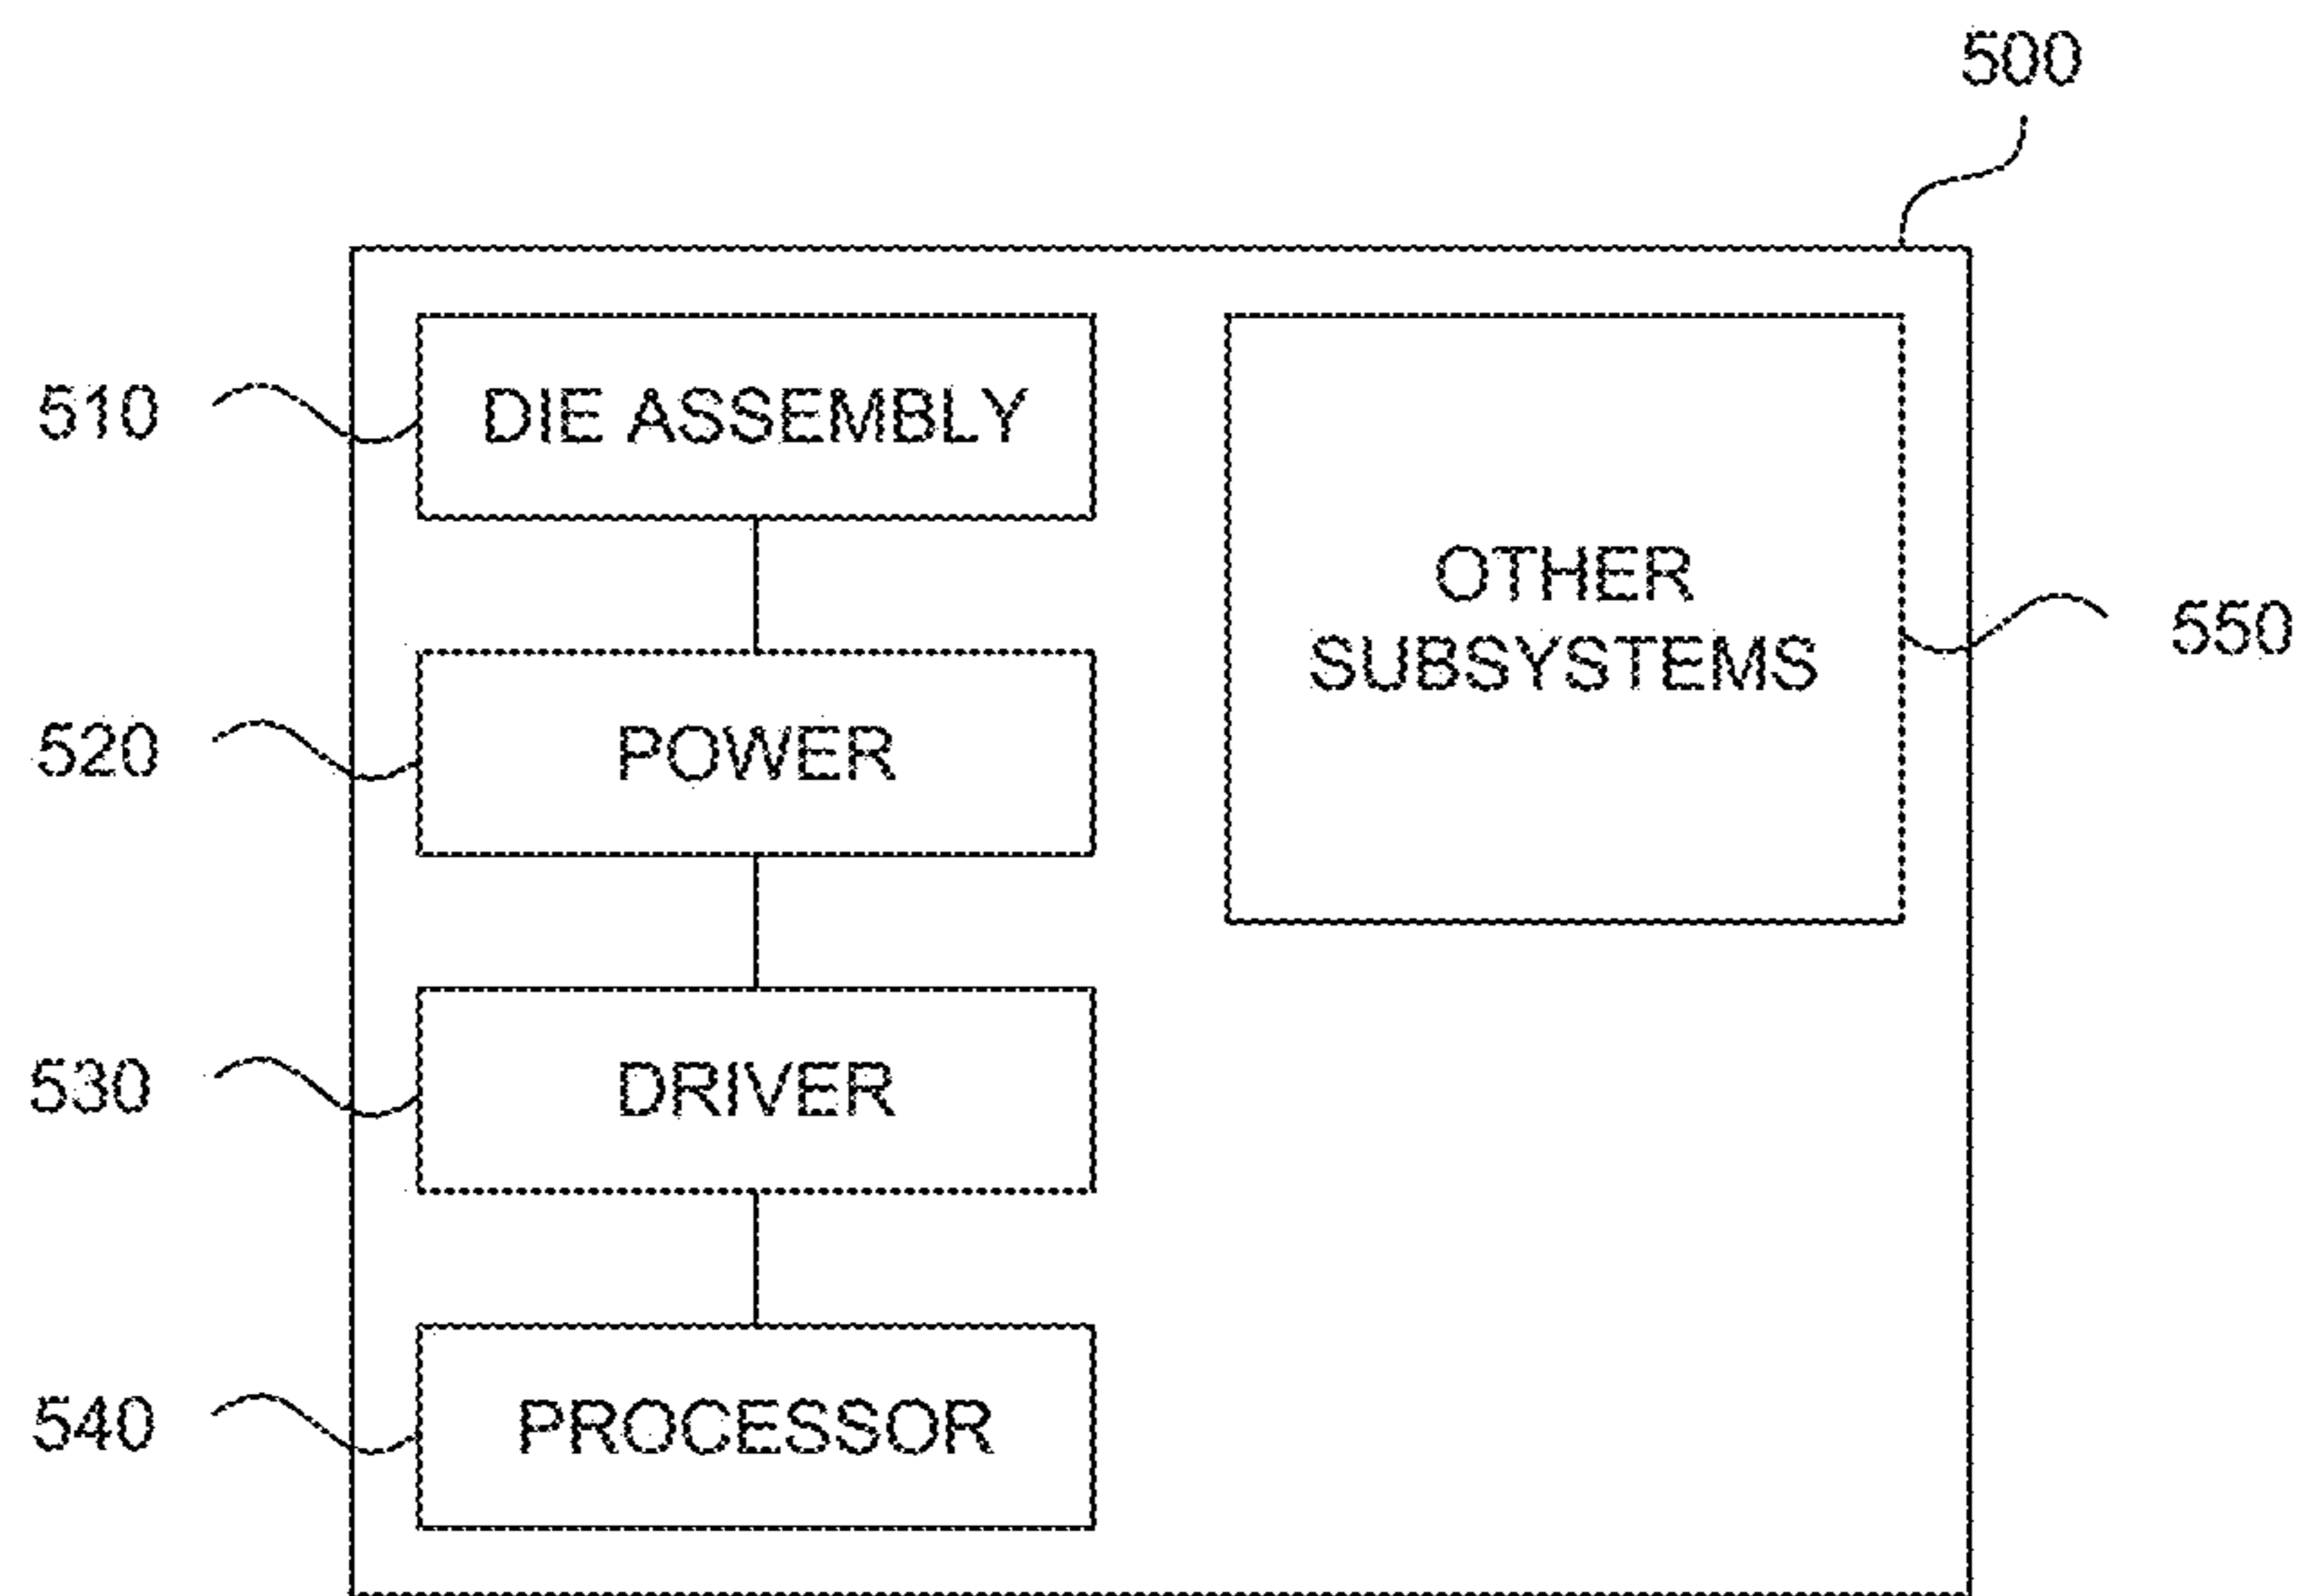 500
510
DIE ASSEMBLY
OTHER
SUBSYSTEMS
550
520
POWER
530
DRIVER
540
PROCESSOR